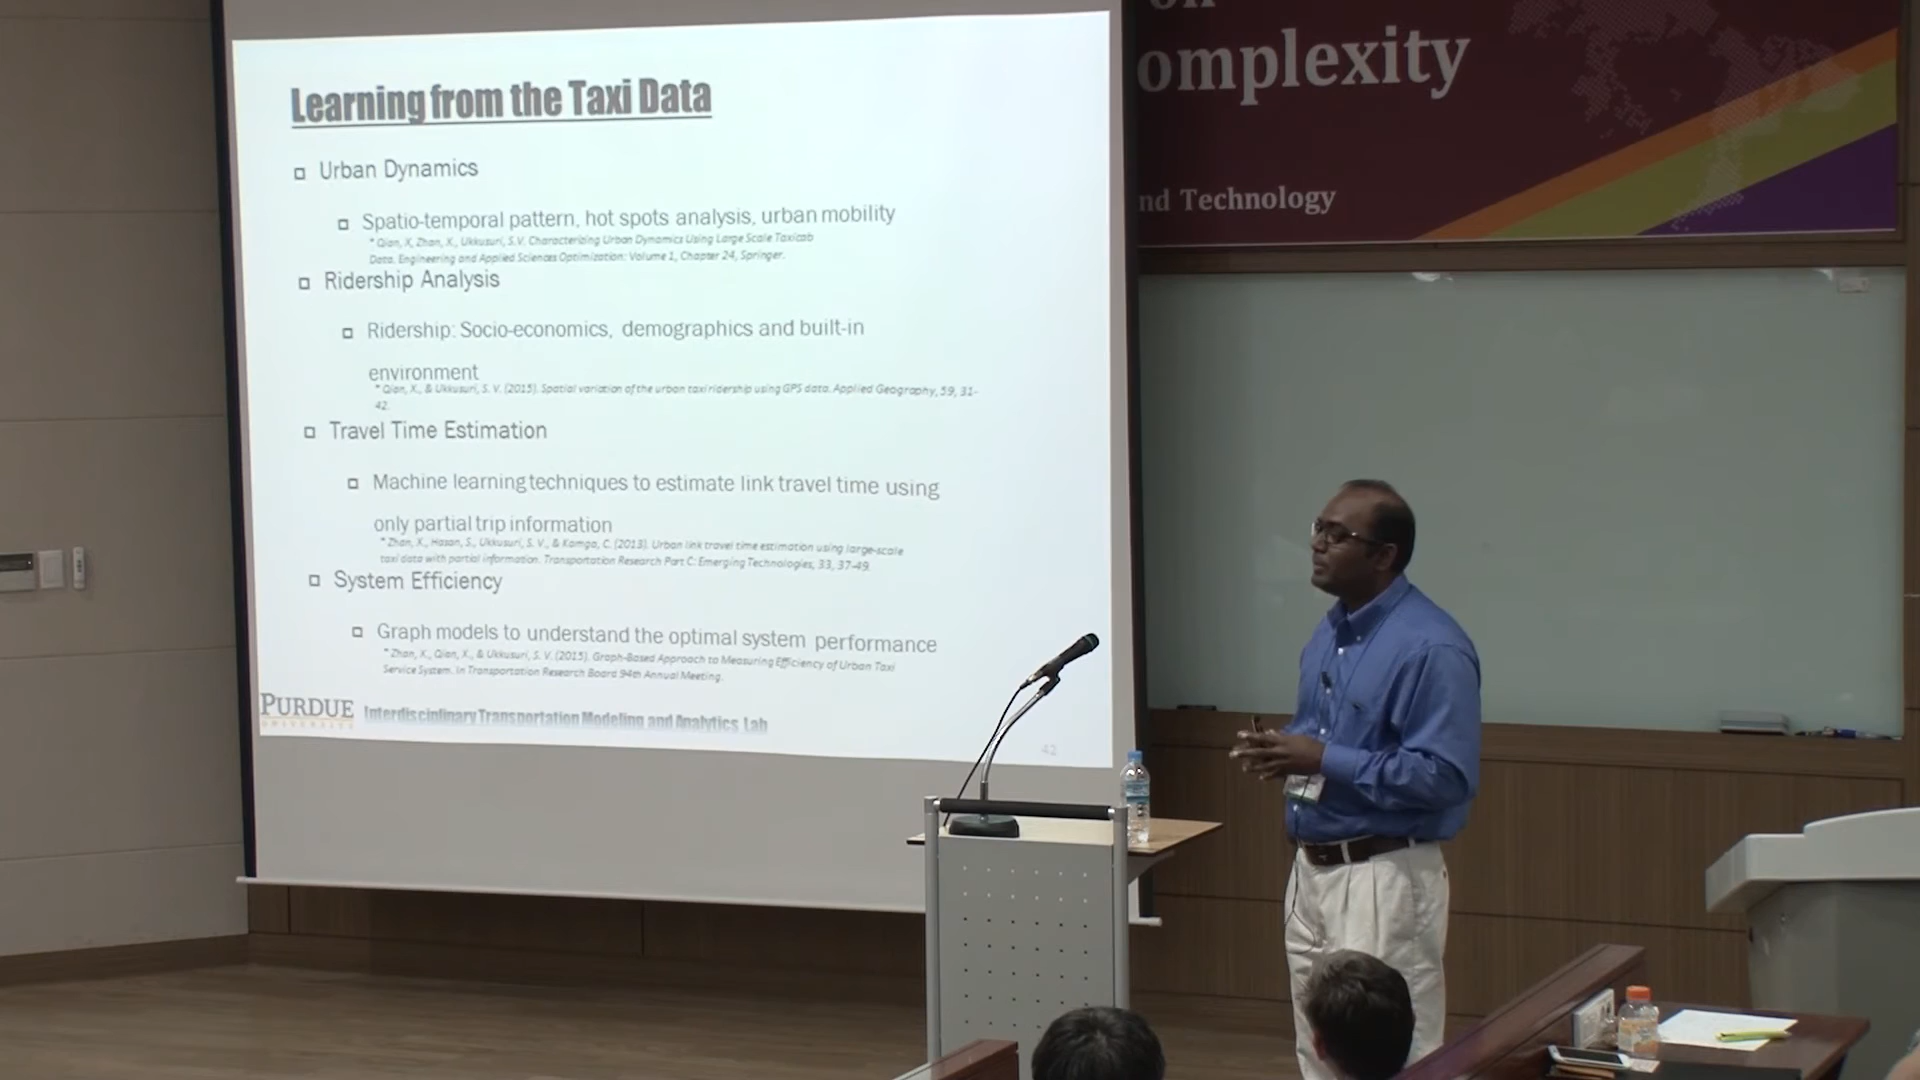 Learning from the Taxi Data
Urban Dynamics
Spatio-temporal pattern, hot spots analysis, urban mobility
* Qian, X, Zhan, X., Ukkusuri, S.V. Characterizing Urban Dynamics Using Large Scale Taxicab
Data. Engineering and Applied Sciences Optimization: Volume 1, Chapter 24, Springer.
Ridership Analysis
Ridership: Socio-economics, demographics and built-in
environment
* Qian, X., & Ukkusuri, S. V. (2015). Spatial variation of the urban taxi ridership using GPS data. Applied Geography, 59, 31-
42.
Travel Time Estimation
Machine learning techniques to estimate link travel time using
only partial trip information
* Zhan, X., Hasan, S., Ukkusuri, S. V., & Kamga, C. (2013). Urban link travel time estimation using large-scale
taxi data with partial information. Transportation Research Part C: Emerging Technologies, 33, 37-49.
System Efficiency
Graph models to understand the optimal system performance
* Zhan, X., Qian, X., & Ukkusuri, S. V. (2015). Graph-Based Approach to Measuring Efficiency of Urban Taxi
Service System. In Transportation Research Board 94th Annual Meeting.
PURDUE
UNIVERSITY
Interdisciplinary Transportation Modeling and Analytics Lab
42
on
omplexity
nd Technology